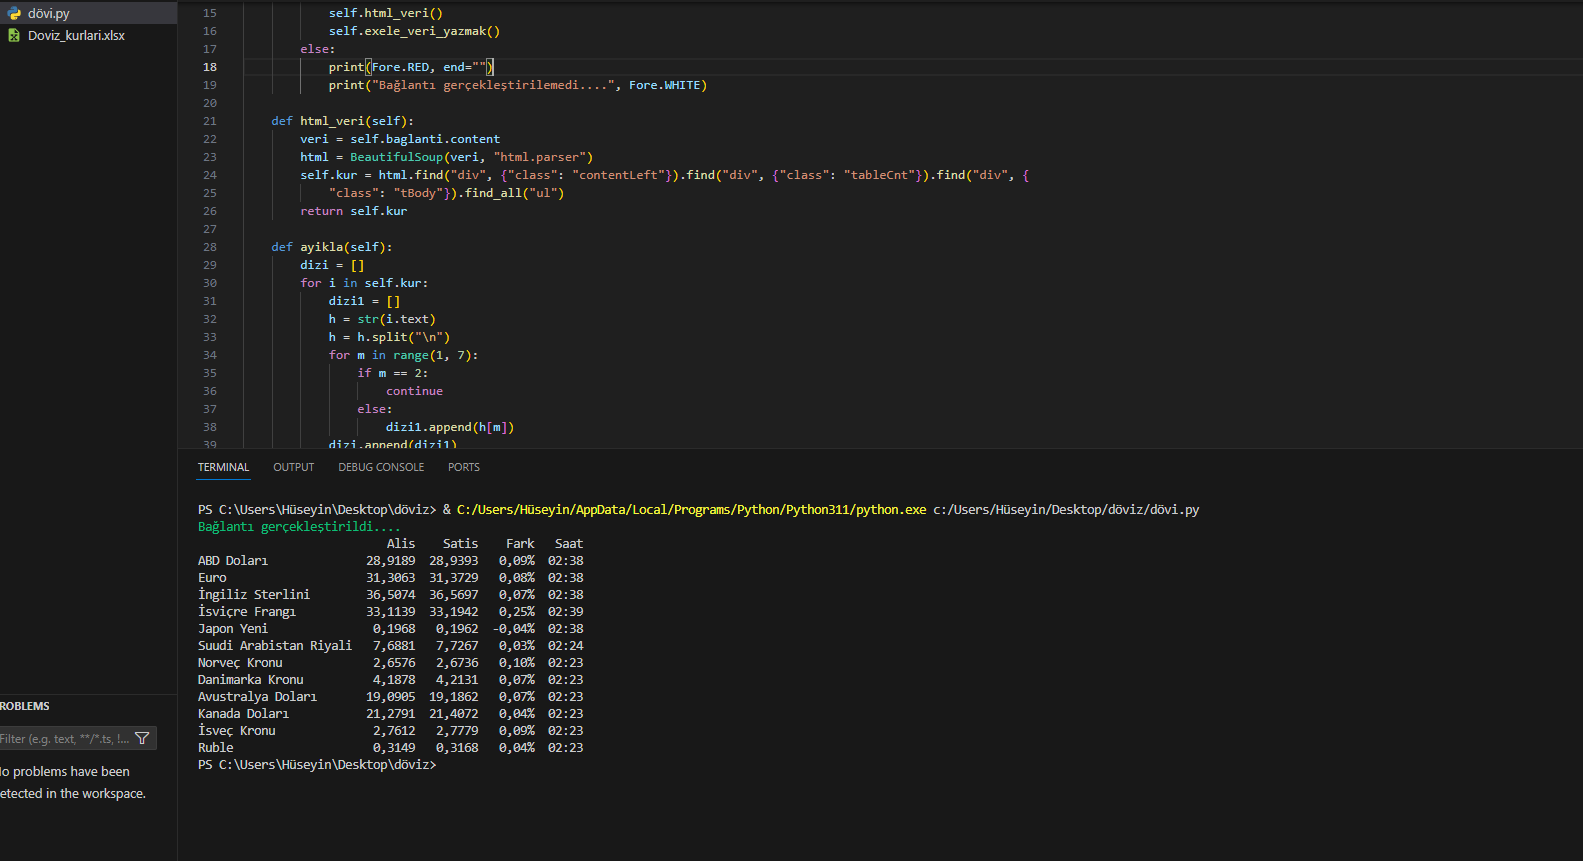 dövi.py
Doviz_kurlari.xlsx
15 self.html_veri()
16 self.exele_veri_yazmak()
17 else:
18 print(Fore.RED, end="")
19 print("Bağlantı gerçekleştirilemedi....", Fore.WHITE)
20
21 def html_veri(self):
22 veri = self.baglanti.content
23 html = BeautifulSoup(veri, "html.parser")
24 self.kur = html.find("div", {"class": "contentLeft"}).find("div", {"class": "tableCnt"}).find("div", {
25 "class": "tBody"}).find_all("ul")
26 return self.kur
27
28 def ayikla(self):
29 dizi = []
30 for i in self.kur:
31 dizi1 = []
32 h = str(i.text)
33 h = h.split("\n")
34 for m in range(1, 7):
35 if m == 2:
36 continue
37 else:
38 dizi1.append(h[m])
39 dizi.append(dizi1)
TERMINAL OUTPUT DEBUG CONSOLE PORTS
PS C:\Users\Hüseyin\Desktop\döviz> & C:/Users/Hüseyin/AppData/Local/Programs/Python/Python311/python.exe c:/Users/Hüseyin/Desktop/döviz/dövi.py
Bağlantı gerçekleştirildi....
Alis Satis Fark Saat
ABD Doları 28,9189 28,9393 0,09% 02:38
Euro 31,3063 31,3729 0,08% 02:38
İngiliz Sterlini 36,5074 36,5697 0,07% 02:38
İsviçre Frangı 33,1139 33,1942 0,25% 02:39
Japon Yeni 0,1968 0,1962 -0,04% 02:38
Suudi Arabistan Riyali 7,6881 7,7267 0,03% 02:24
Norveç Kronu 2,6576 2,6736 0,10% 02:23
Danimarka Kronu 4,1878 4,2131 0,07% 02:23
Avustralya Doları 19,0905 19,1862 0,07% 02:23
Kanada Doları 21,2791 21,4072 0,04% 02:23
İsveç Kronu 2,7612 2,7779 0,09% 02:23
Ruble 0,3149 0,3168 0,04% 02:23
PS C:\Users\Hüseyin\Desktop\döviz>
ROBLEMS
Filter (e.g. text, **/*.ts, !...
lo problems have been
etected in the workspace.